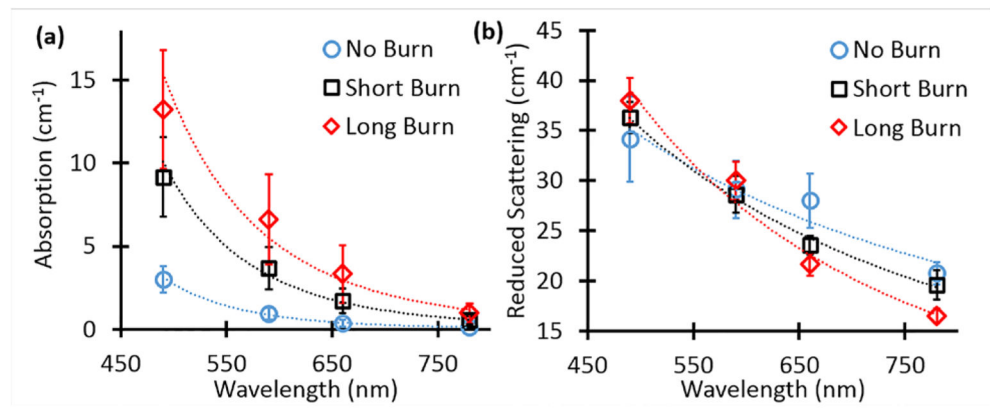 (a)
Absorption (cm⁻¹)
15
10
5
0
No Burn
Short Burn
Long Burn
450 550 650 750
Wavelength (nm)
(b)
Reduced Scattering (cm⁻¹)
45
40
35
30
25
20
15
No Burn
Short Burn
Long Burn
450 550 650 750
Wavelength (nm)